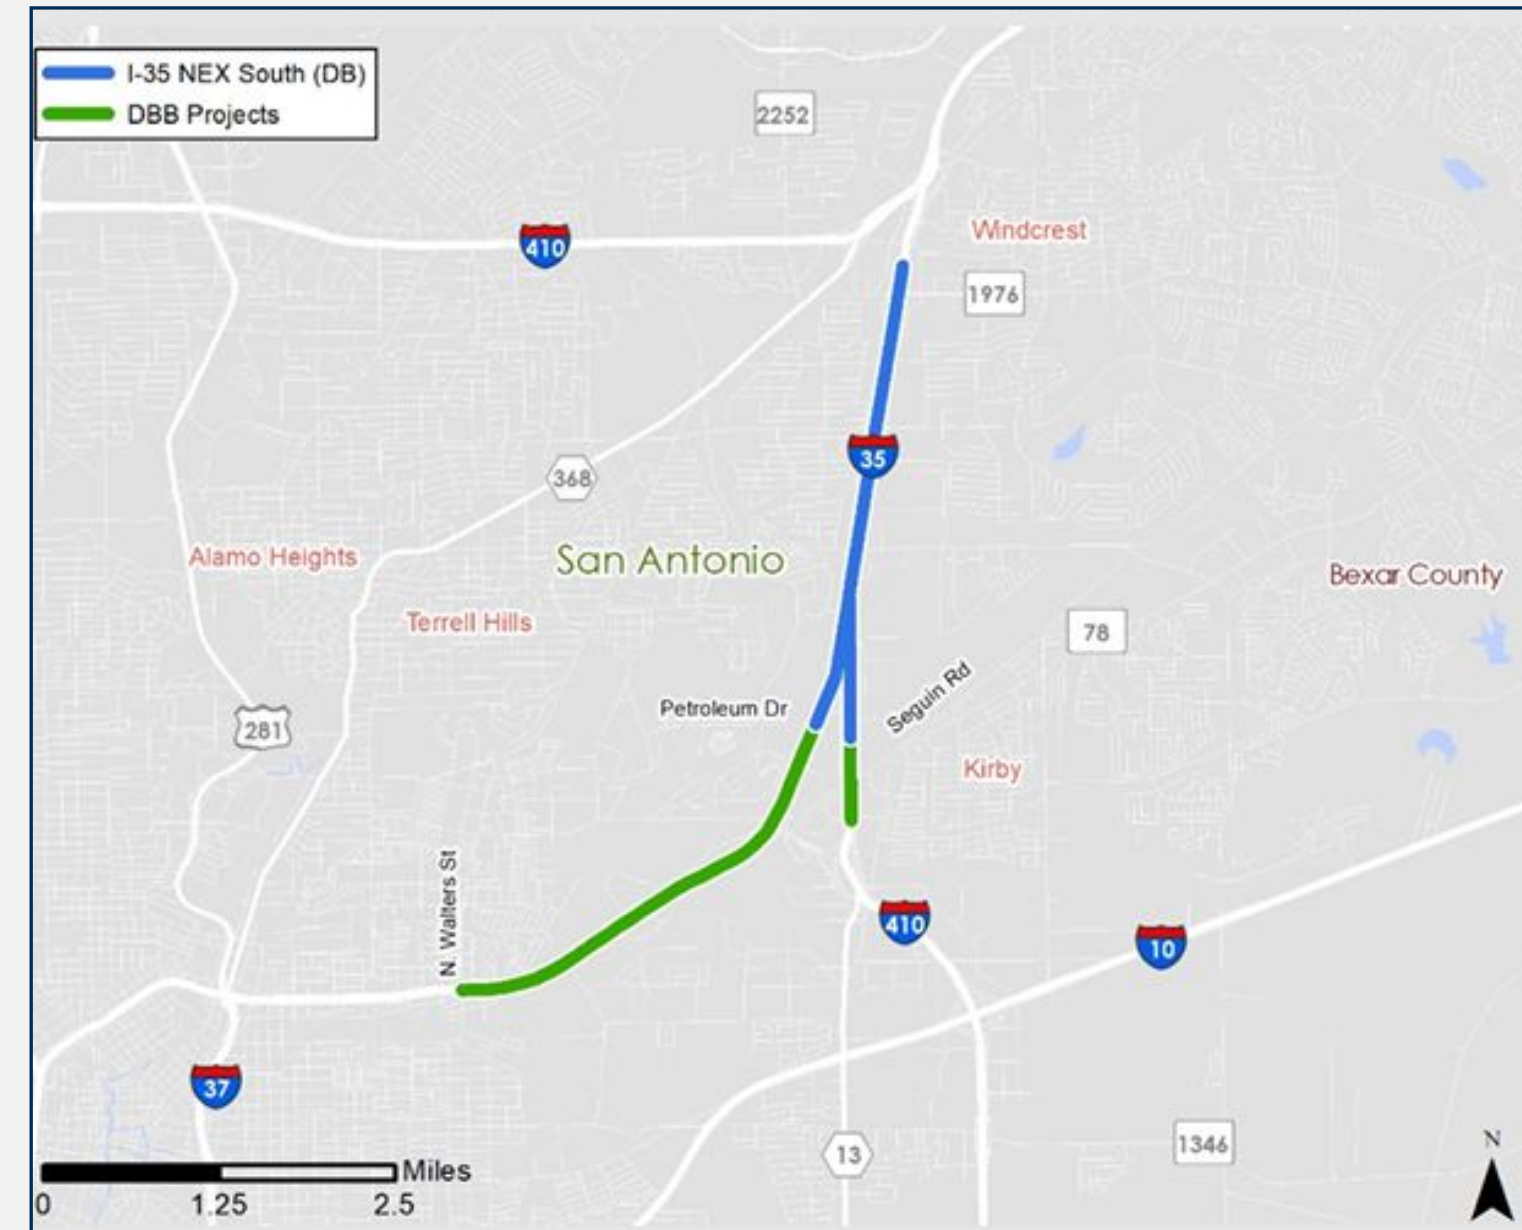 I-35 NEX South (DB)
DBB Projects
2252
Windcrest
410
1976
35
368
San Antonio
Alamo Heights
Bexar County
Terrell Hills
78
Seguin Rd
Petroleum Dr
281
Kirby
N. Walters St
410
10
37
13
1346
N
Miles
0 1.25 2.5